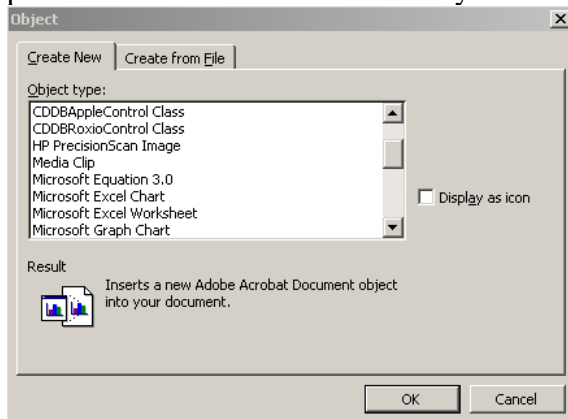 Object
Create New
Create from File
Object type:
CDDBAppleControl Class
CDDBRoxioControl Class
HP PrecisionScan Image
Media Clip
Microsoft Equation 3.0
Microsoft Excel Chart
Microsoft Excel Worksheet
Microsoft Graph Chart
Display as icon
Result
Inserts a new Adobe Acrobat Document object
into your document.
OK
Cancel